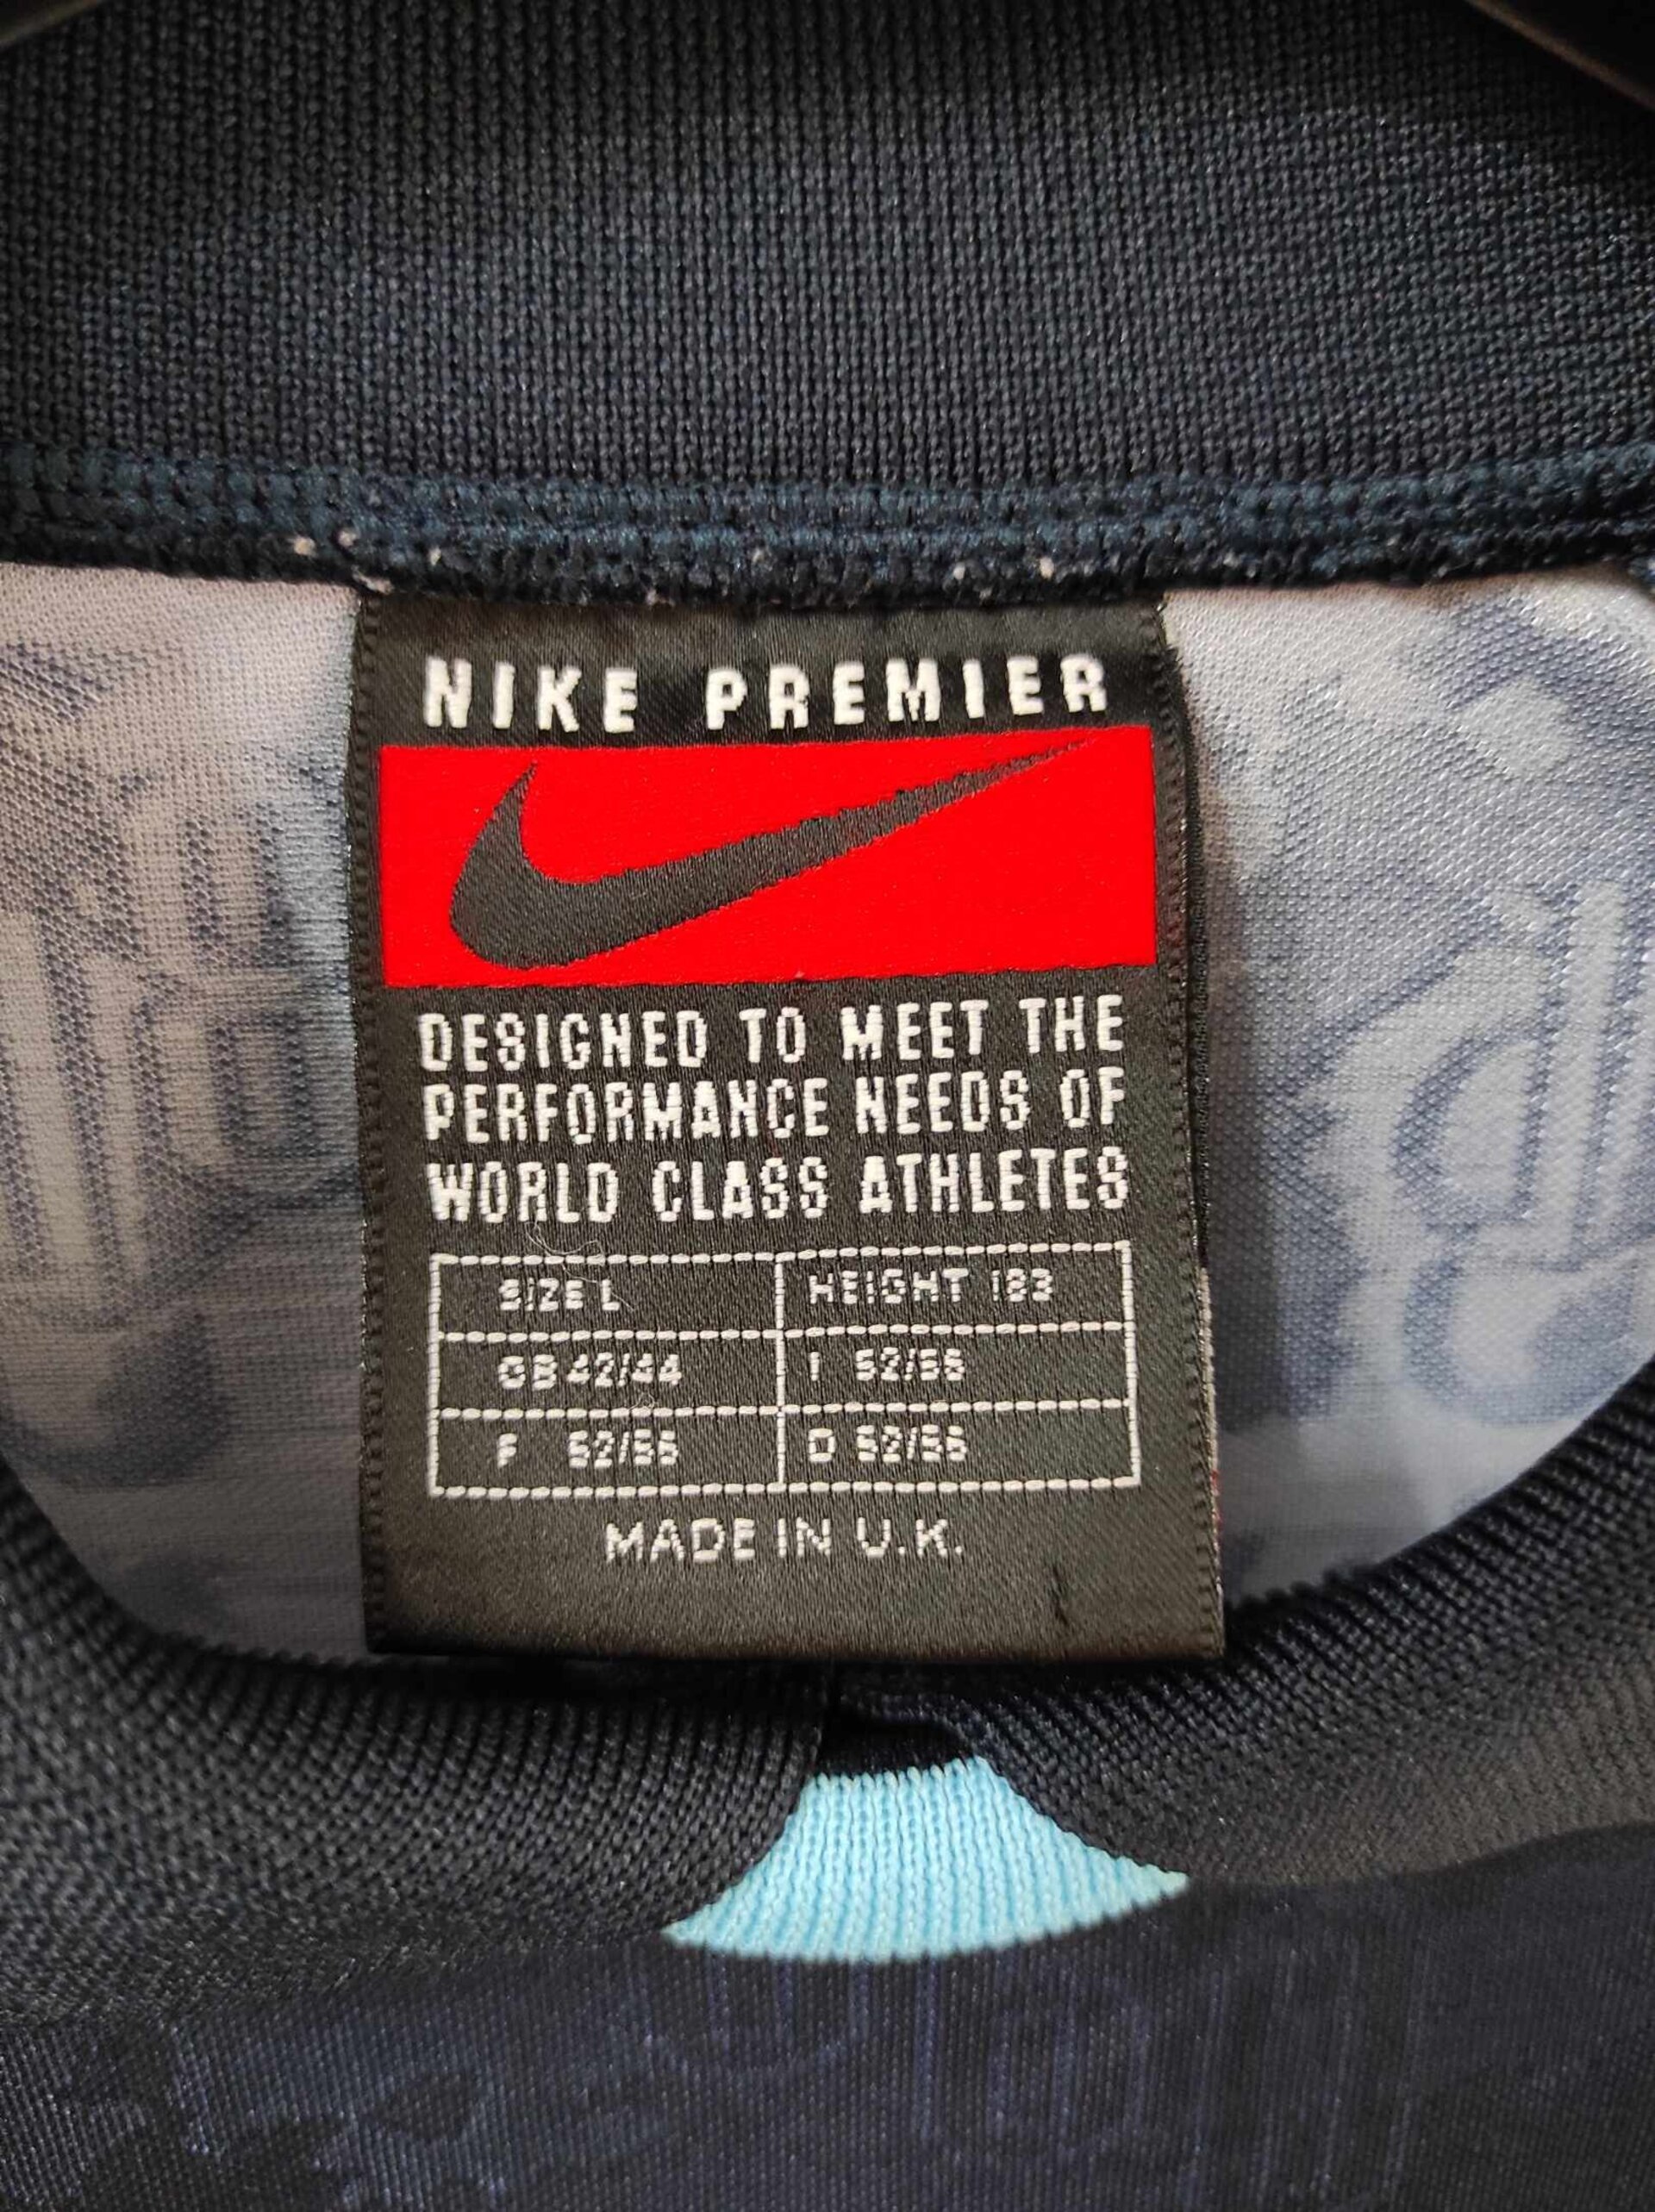 NIKE PREMIER
DESIGNED TO MEET THE
PERFORMANCE NEEDS OF
WORLD CLASS ATHLETES
SIZE L HEIGHT 183
GB 42/44 I 52/56
F 52/56 D 52/56
MADE IN U.K.